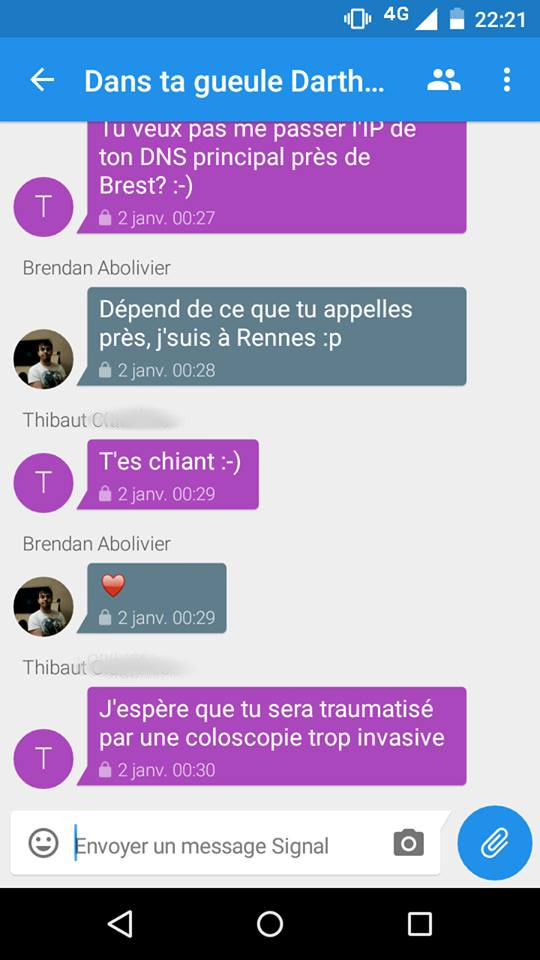 4G 22:21
Dans ta gueule Darth...
Tu veux pas me passer l'IP de
ton DNS principal près de
Brest? :-)
T
2 janv. 00:27
Brendan Abolivier
Dépend de ce que tu appelles
près, j'suis à Rennes :p
2 janv. 00:28
Thibaut
T'es chiant :-)
T
2 janv. 00:29
Brendan Abolivier
2 janv. 00:29
Thibaut
J'espère que tu sera traumatisé
par une coloscopie trop invasive
T
2 janv. 00:30
Envoyer un message Signal